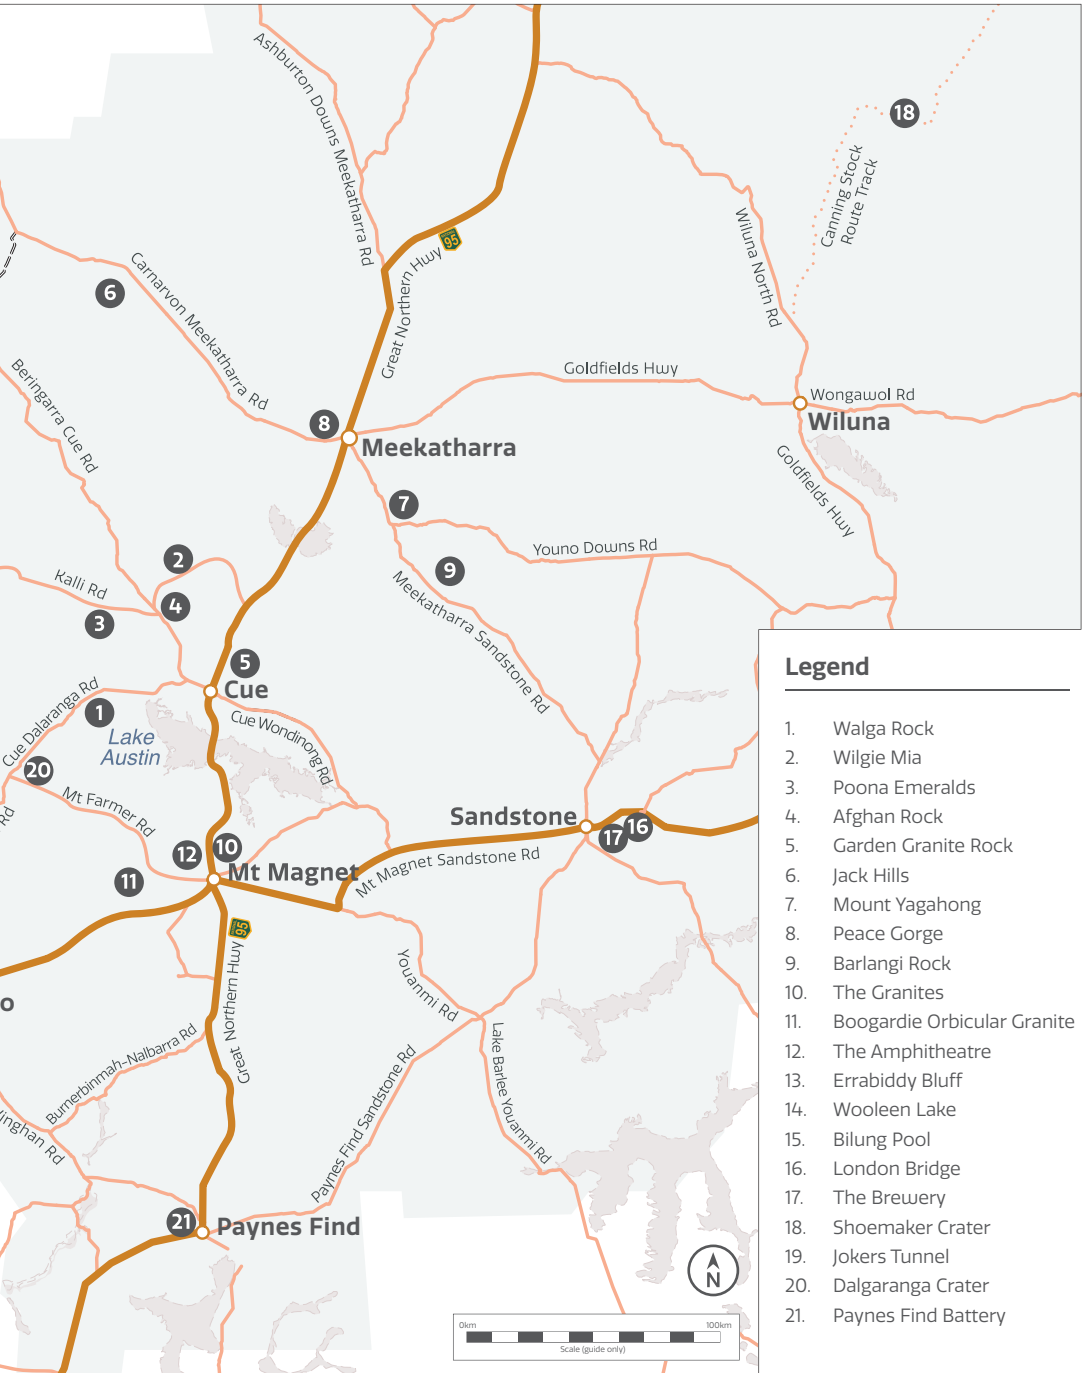 18
Ashburton Downs Meekatharra Rd
Canning Stock
Route Track
95
Great Northern Hwy
Wiluna North Rd
6
Carnarvon Meekatharra Rd
Beringarra Cue Rd
Goldfields Hwy
Wongawol Rd
Wiluna
8
Meekatharra
Goldfields Hwy
7
Youno Downs Rd
2
9
Kalli Rd
4
3
Meekatharra Sandstone Rd
5
Cue
Cue Dalaranga Rd
1
Lake
Austin
Cue Wondinong Rd
20
Mt Farmer Rd
Rd
Sandstone
17
16
12
10
Mt Magnet
11
Mt Magnet Sandstone Rd
95
Great Northern Hwy
o
Youanmi Rd
Burnerbinmah-Nalbarra Rd
Lake Barlee Youanmi Rd
Paynes Find Sandstone Rd
inghan Rd
21
Paynes Find
N
0km
100km
Scale (guide only)
Legend
1. Walga Rock
2. Wilgie Mia
3. Poona Emeralds
4. Afghan Rock
5. Garden Granite Rock
6. Jack Hills
7. Mount Yagahong
8. Peace Gorge
9. Barlangi Rock
10. The Granites
11. Boogardie Orbicular Granite
12. The Amphitheatre
13. Errabiddy Bluff
14. Wooleen Lake
15. Bilung Pool
16. London Bridge
17. The Brewery
18. Shoemaker Crater
19. Jokers Tunnel
20. Dalgaranga Crater
21. Paynes Find Battery